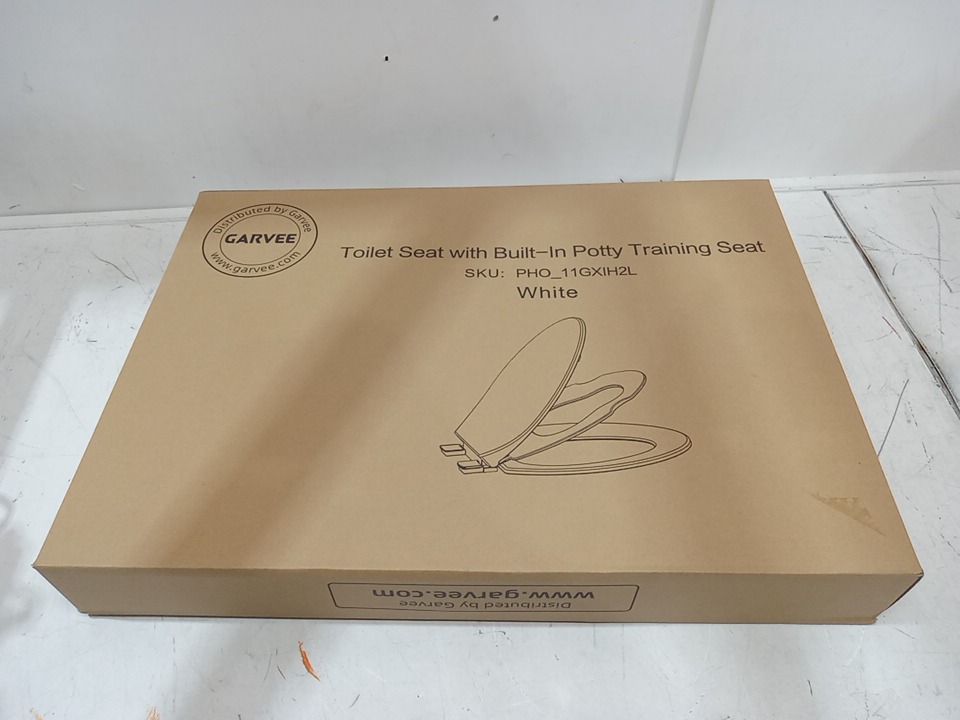 Distributed by Garvee
GARVEE
www.garvee.com
Toilet Seat with Built-In Potty Training Seat
SKU: PHO_11GXIH2L
White
Distributed by Garvee
www.garvee.com